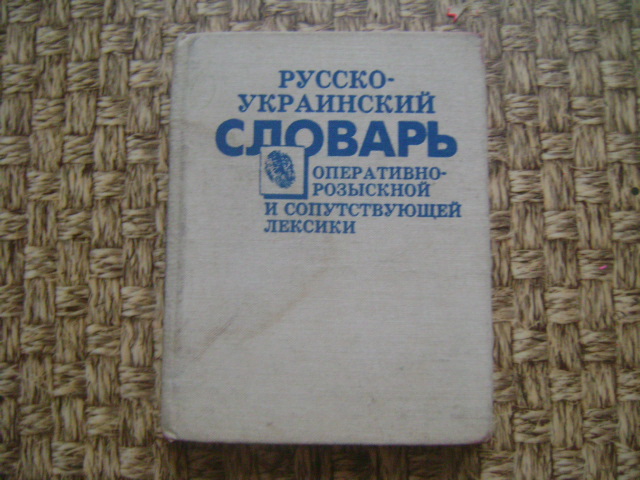 РУССКО-
УКРАИНСКИЙ
СЛОВАРЬ
ОПЕРАТИВНО-
РОЗЫСКНОЙ
И СОПУТСТВУЮЩЕЙ
ЛЕКСИКИ